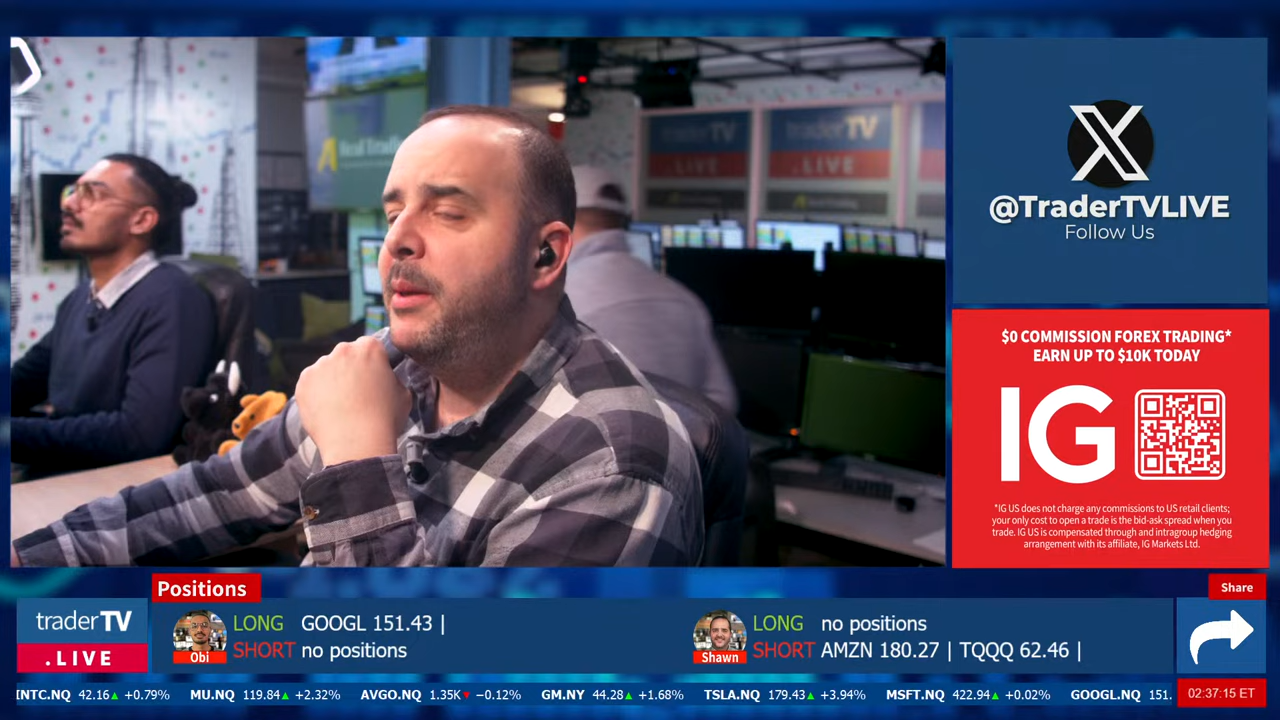 Real Trading
traderTV
.LIVE
traderTV
.LIVE
@TraderTVLIVE
Follow Us
$0 COMMISSION FOREX TRADING*
EARN UP TO $10K TODAY
IG
*IG US does not charge any commissions to US retail clients;
your only cost to open a trade is the bid-ask spread when you
trade. IG US is compensated through and intragroup hedging
arrangement with its affiliate, IG Markets Ltd.
Positions
Share
traderTV
.LIVE
Obi
LONG GOOGL 151.43 |
SHORT no positions
Shawn
LONG no positions
SHORT AMZN 180.27 | TQQQ 62.46 |
INTC.NQ 42.16▲ +0.79% MU.NQ 119.84▲ +2.32% AVGO.NQ 1.35K▼ −0.12% GM.NY 44.28▲ +1.68% TSLA.NQ 179.43▲ +3.94% MSFT.NQ 422.94▲ +0.02% GOOGL.NQ 151.
02:37:15 ET